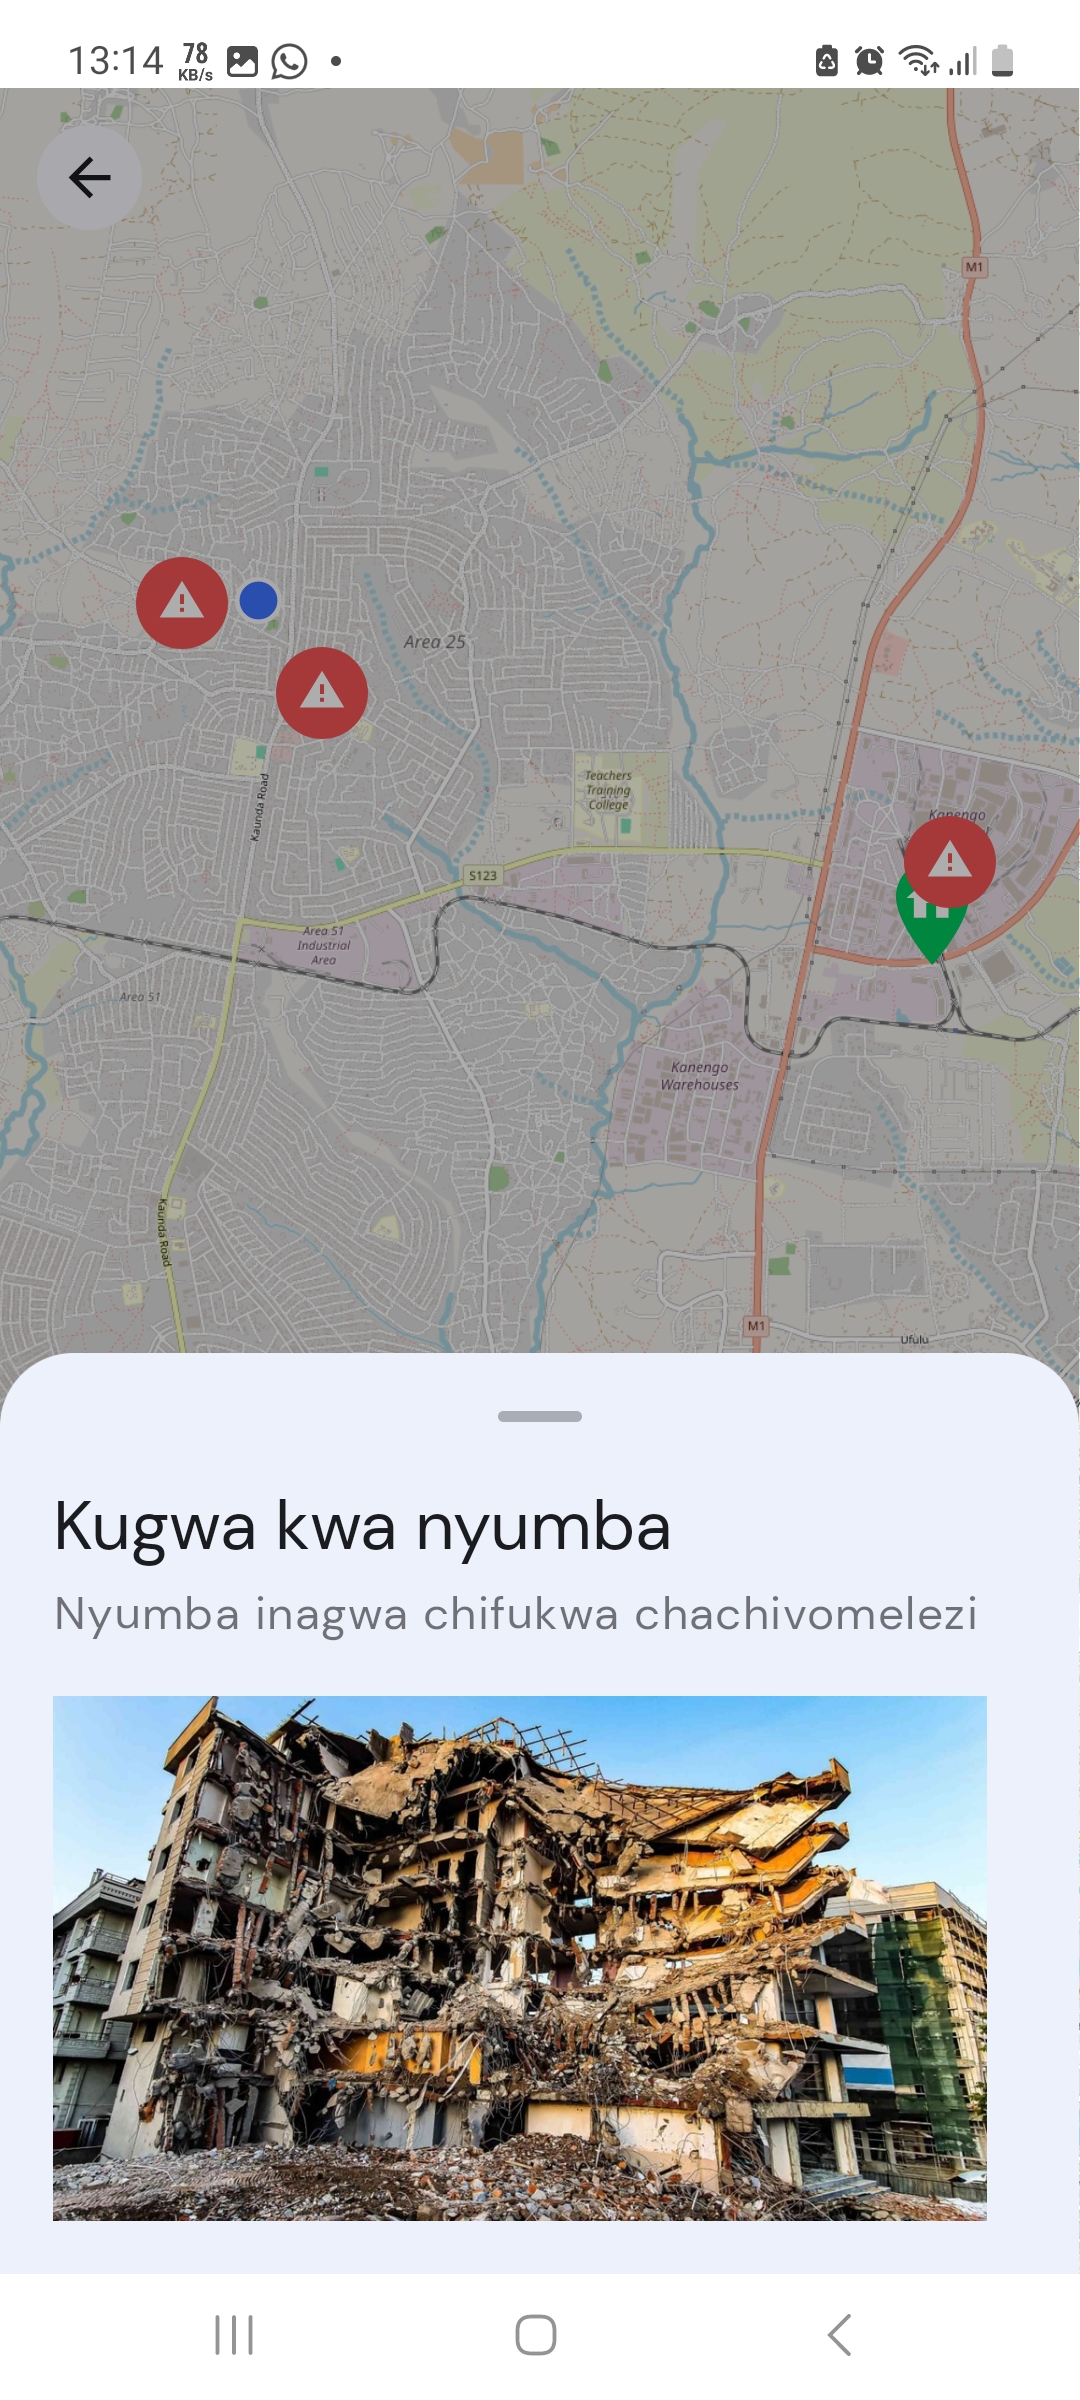 13:14
78
KB/s
M1
Area 25
Teachers
Training
College
Kaunda Road
Kanengo
S123
Area 51
Industrial
Area
Area 51
Kanengo
Warehouses
Kaunda Road
M1
Ufulu
Kugwa kwa nyumba
Nyumba inagwa chifukwa chachivomelezi